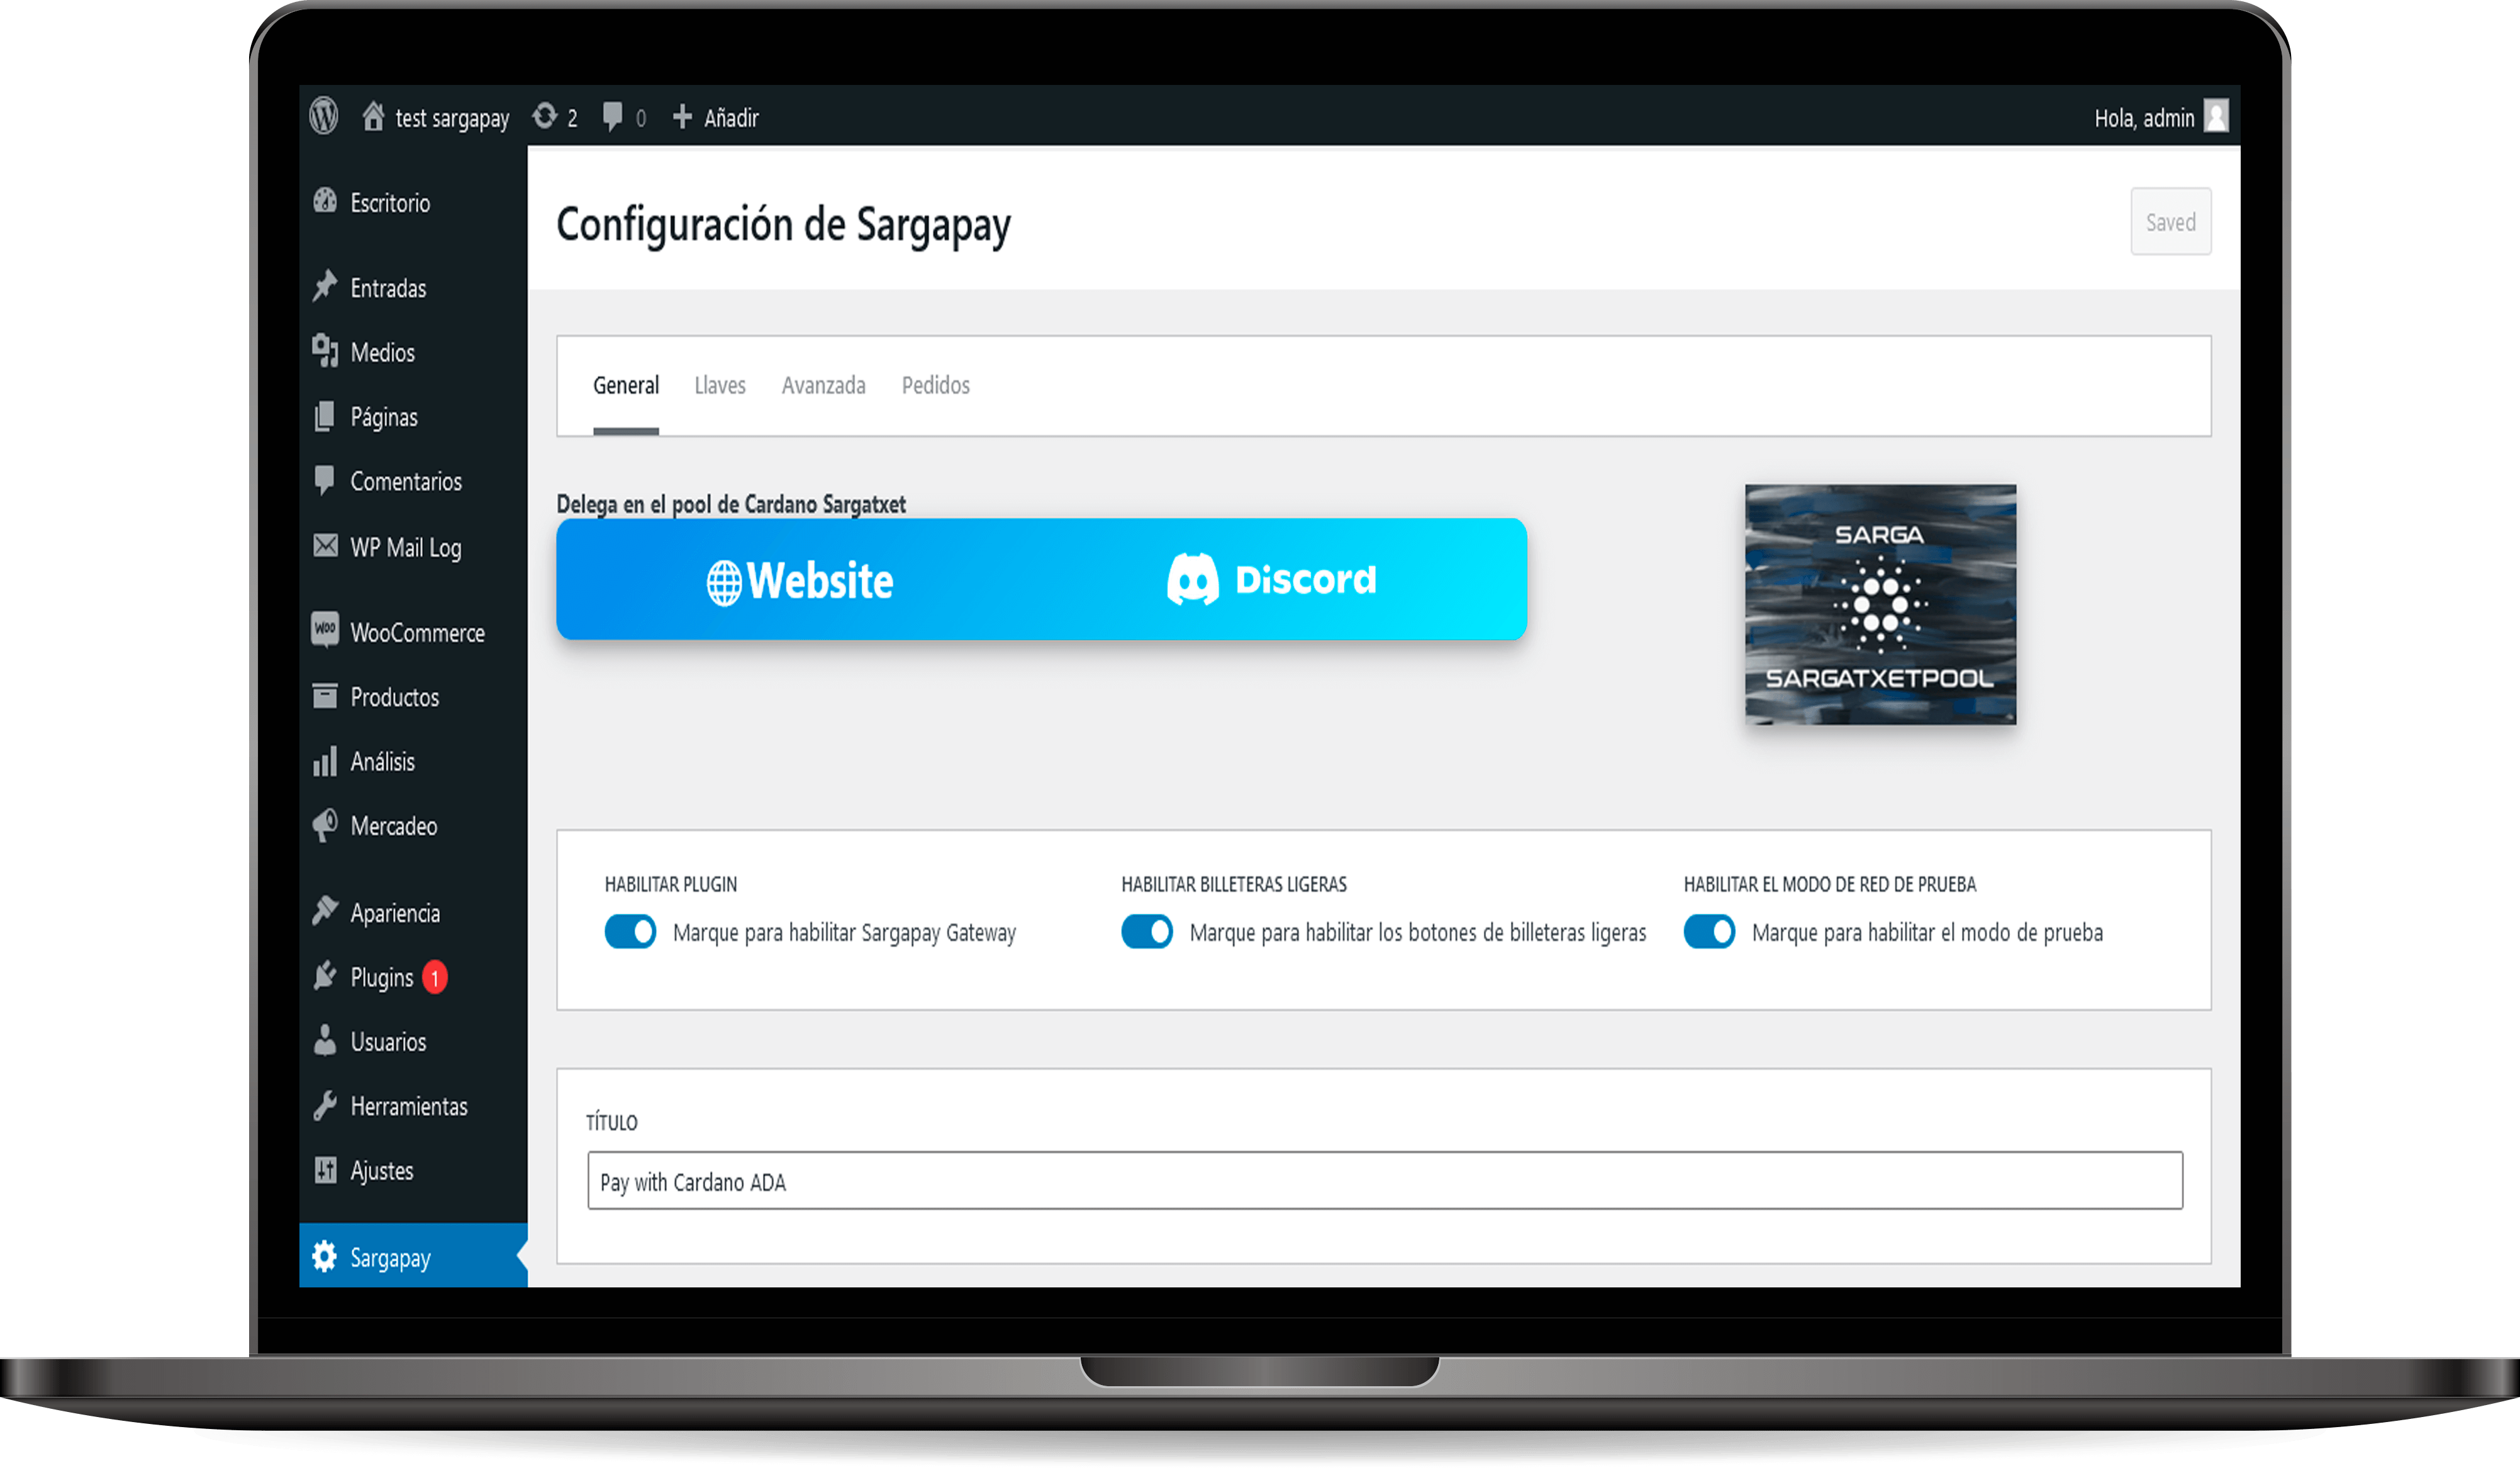 test sargapay 2 0 Añadir Hola, admin
Escritorio
Entradas
Medios
Páginas
Comentarios
WP Mail Log
WOO WooCommerce
Productos
Análisis
Mercadeo
Apariencia
Plugins 1
Usuarios
Herramientas
Ajustes
Sargapay
Configuración de Sargapay
Saved
General Llaves Avanzada Pedidos
Delega en el pool de Cardano Sargatxet
Website Discord
SARGA
SARGATXETPOOL
HABILITAR PLUGIN
Marque para habilitar Sargapay Gateway
HABILITAR BILLETERAS LIGERAS
Marque para habilitar los botones de billeteras ligeras
HABILITAR EL MODO DE RED DE PRUEBA
Marque para habilitar el modo de prueba
TÍTULO
Pay with Cardano ADA